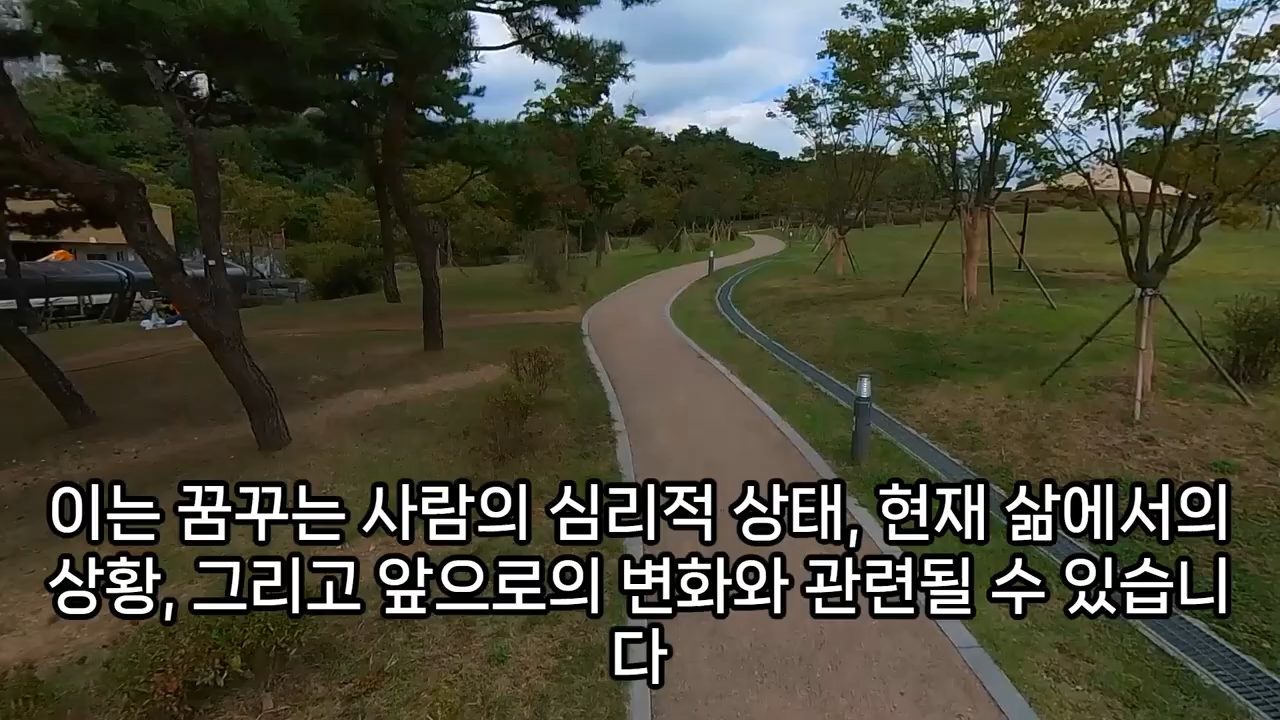 이는 꿈꾸는 사람의 심리적 상태, 현재 삶에서의
상황, 그리고 앞으로의 변화와 관련될 수 있습니
다